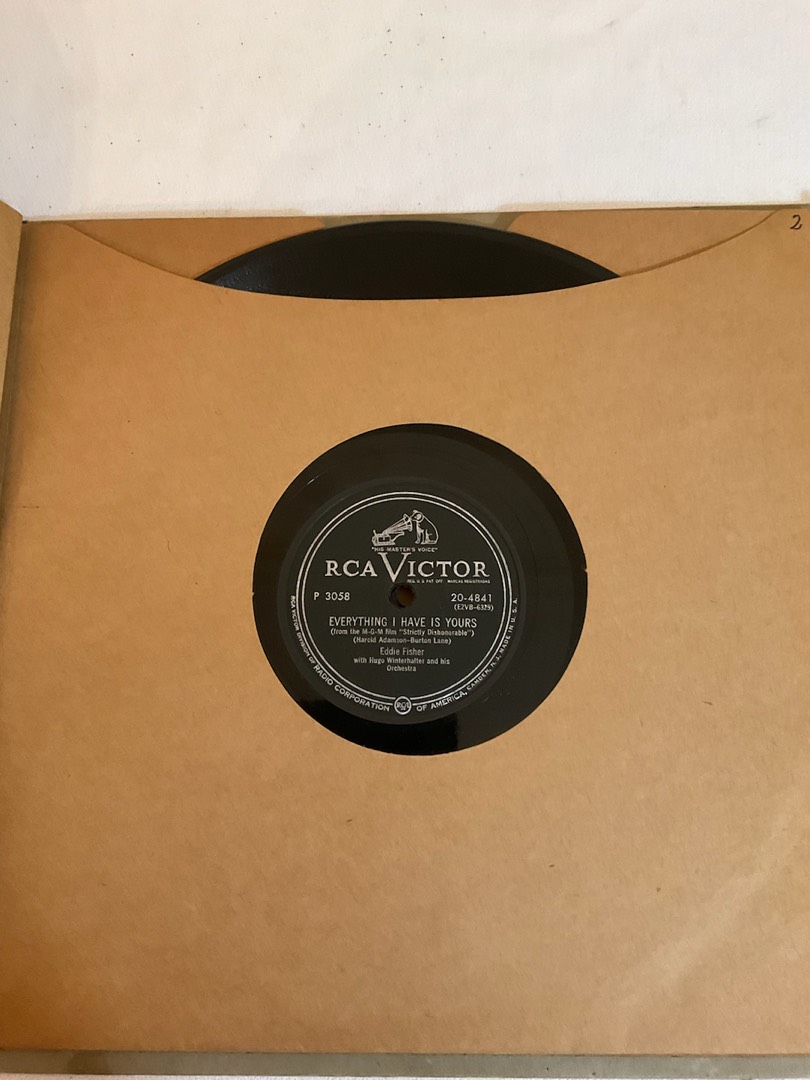 2
"HIS MASTER'S VOICE"
RCA VICTOR
REG. U.S. PAT. OFF. MARCAS REGISTRADAS
P 3058
20-4841
(E2VB-6329)
EVERYTHING I HAVE IS YOURS
(from the M-G-M film "Strictly Dishonorable")
(Harold Adamson-Burton Lane)
Eddie Fisher
with Hugo Winterhalter and his
Orchestra
RCA VICTOR DIVISION OF RADIO CORPORATION OF AMERICA, CAMDEN, N.J. MADE IN U.S.A.
RCA